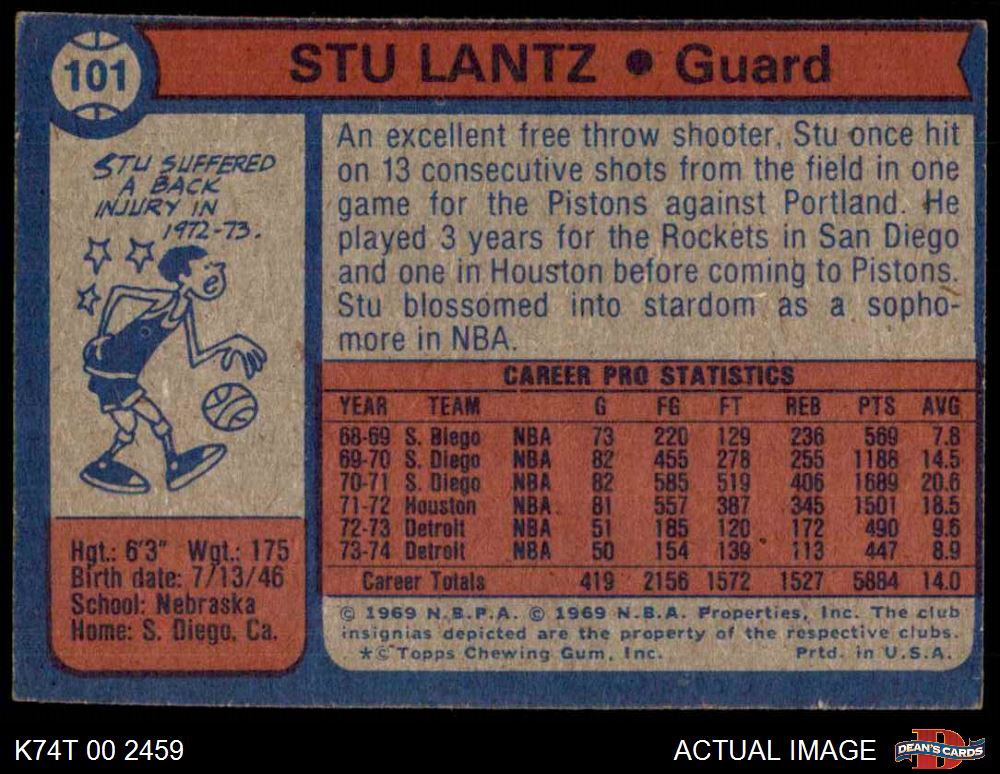 101
STU LANTZ ● Guard
STU SUFFERED
A BACK
INJURY IN
1972-73.
An excellent free throw shooter, Stu once hit
on 13 consecutive shots from the field in one
game for the Pistons against Portland. He
played 3 years for the Rockets in San Diego
and one in Houston before coming to Pistons.
Stu blossomed into stardom as a sopho-
more in NBA.
CAREER PRO STATISTICS
YEAR TEAM G FG FT REB PTS AVG
68-69 S. Diego NBA 73 220 129 236 569 7.8
69-70 S. Diego NBA 82 455 278 255 1188 14.5
70-71 S. Diego NBA 82 585 519 406 1689 20.6
71-72 Houston NBA 81 557 387 345 1501 18.5
72-73 Detroit NBA 51 185 120 172 490 9.6
73-74 Detroit NBA 50 154 139 113 447 8.9
Career Totals 419 2156 1572 1527 5884 14.0
Hgt.: 6'3" Wgt.: 175
Birth date: 7/13/46
School: Nebraska
Home: S. Diego, Ca.
© 1969 N.B.P.A. © 1969 N.B.A. Properties, Inc. The club
insignias depicted are the property of the respective clubs.
*© Topps Chewing Gum, Inc. Prtd. in U.S.A.
K74T 00 2459
ACTUAL IMAGE
DEAN'S CARDS